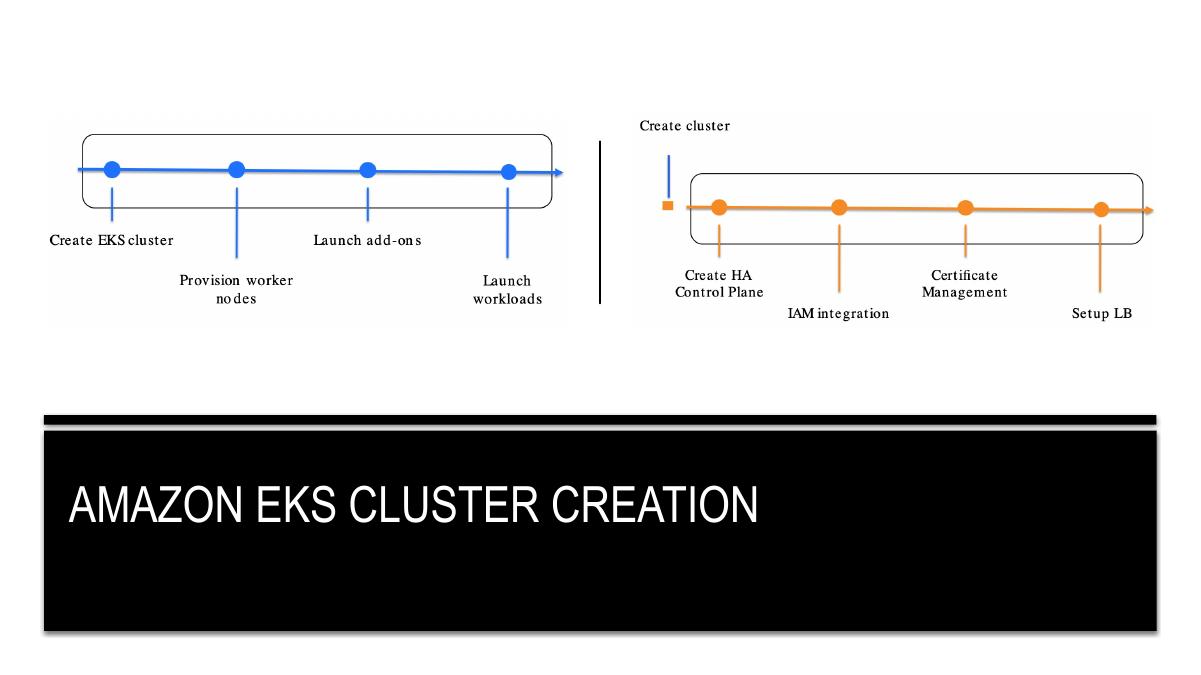 Create EKS cluster
Provision worker
nodes
Launch add-ons
Launch
workloads
Create cluster
Create HA
Control Plane
IAM integration
Certificate
Management
Setup LB
AMAZON EKS CLUSTER CREATION